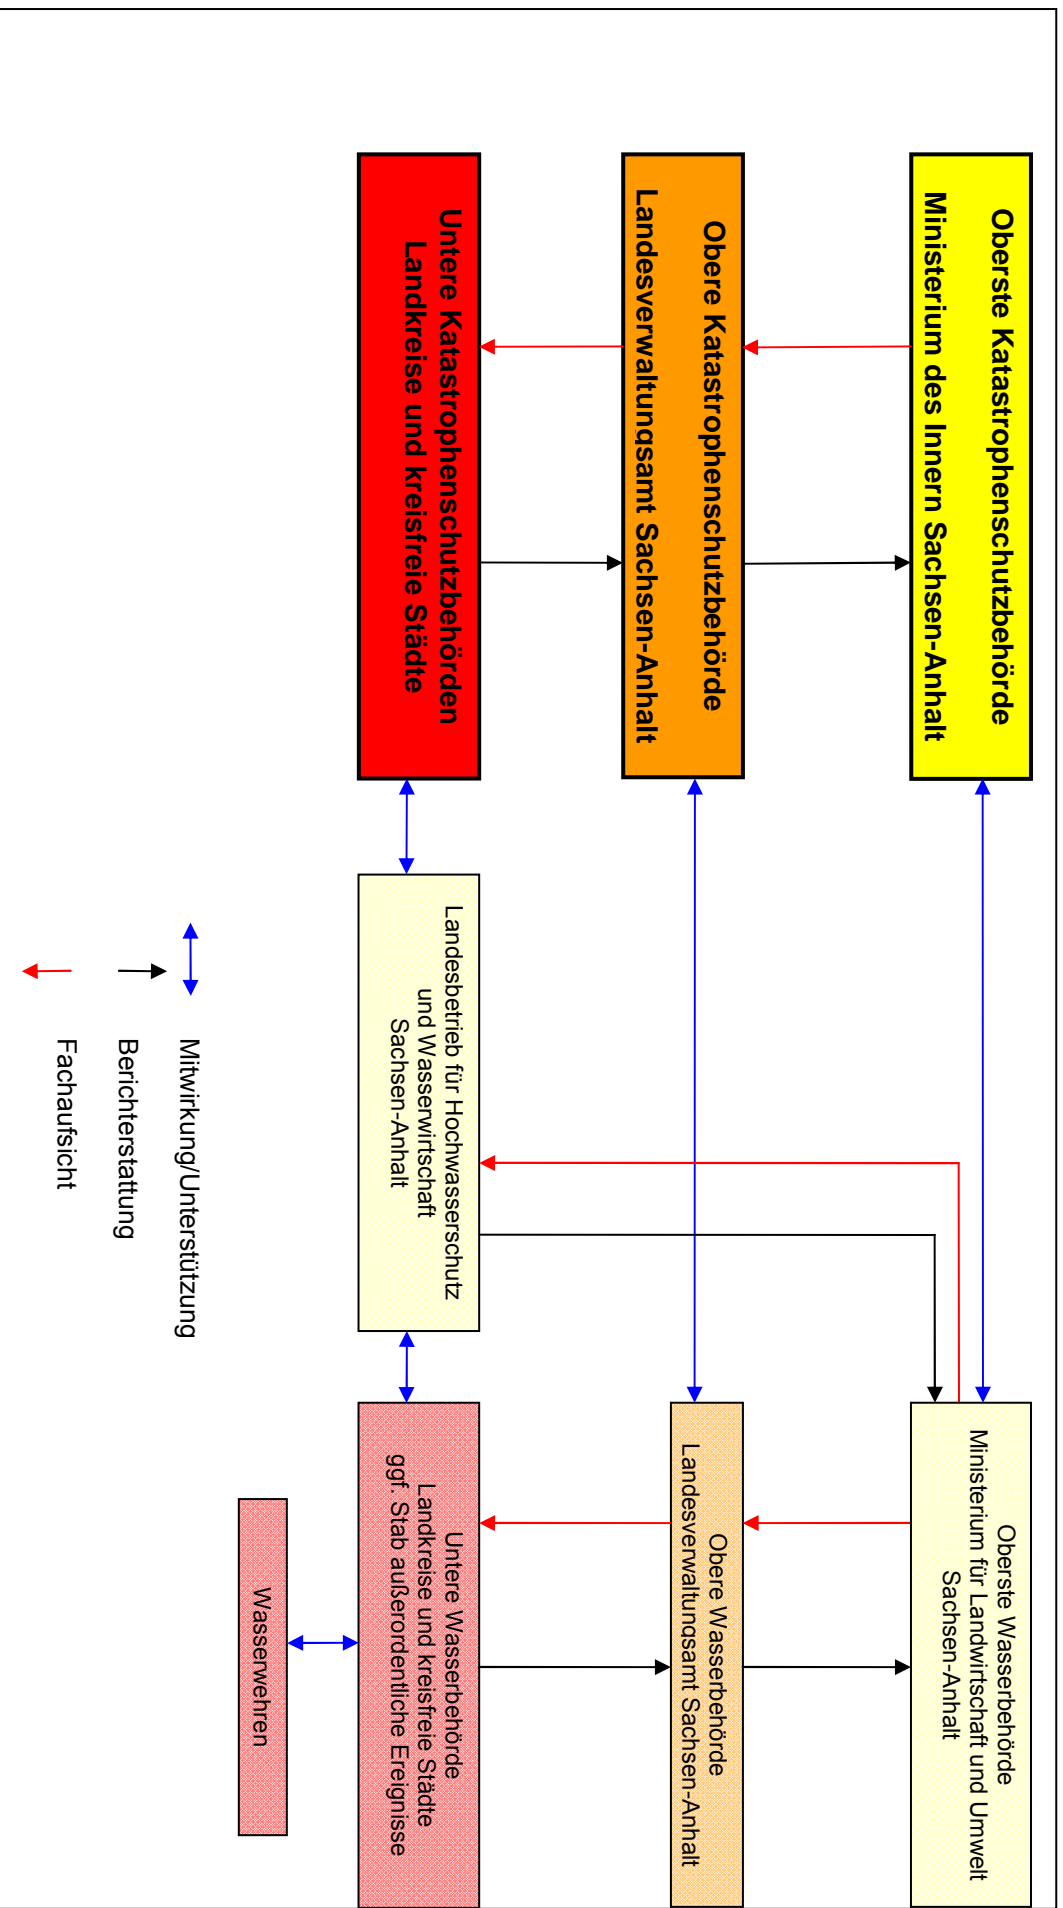 Oberste Katastrophenschutzbehörde
Ministerium des Innern Sachsen-Anhalt
Oberste Wasserbehörde
Ministerium für Landwirtschaft und Umwelt
Sachsen-Anhalt
Obere Katastrophenschutzbehörde
Landesverwaltungsamt Sachsen-Anhalt
Obere Wasserbehörde
Landesverwaltungsamt Sachsen-Anhalt
Untere Katastrophenschutzbehörden
Landkreise und kreisfreie Städte
Landesbetrieb für Hochwasserschutz
und Wasserwirtschaft
Sachsen-Anhalt
Untere Wasserbehörde
Landkreise und kreisfreie Städte
ggf. Stab außerordentliche Ereignisse
Wasserwehren
Mitwirkung/Unterstützung
Berichterstattung
Fachaufsicht